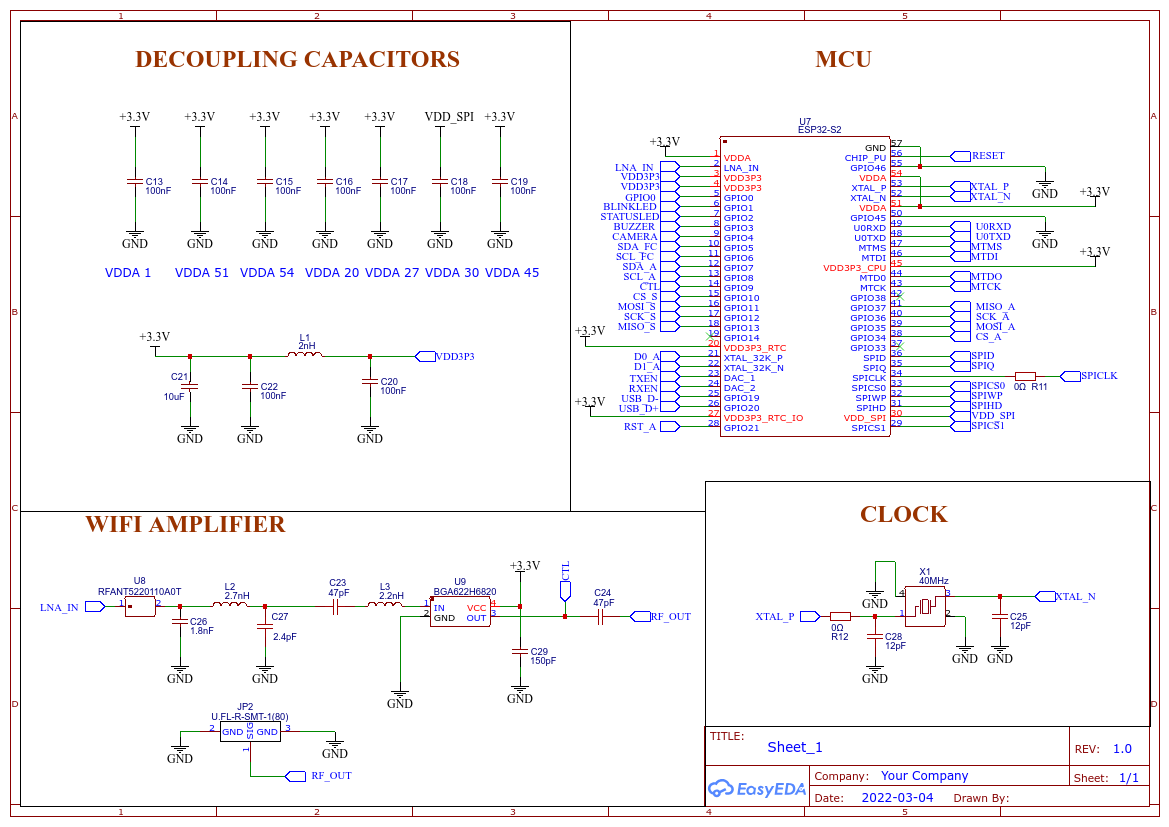 1 2 3 4 5
A B C D
A B C D
DECOUPLING CAPACITORS
+3.3V +3.3V +3.3V +3.3V +3.3V VDD_SPI +3.3V
C13 C14 C15 C16 C17 C18 C19
100nF 100nF 100nF 100nF 100nF 100nF 100nF
GND GND GND GND GND GND GND
VDDA 1 VDDA 51 VDDA 54 VDDA 20 VDDA 27 VDDA 30 VDDA 45
+3.3V
L1
2nH
VDD3P3
C21
10uF
C22
100nF
C20
100nF
GND GND GND
MCU
U7
ESP32-S2
+3.3V
1 VDDA
LNA_IN 2 LNA_IN
VDD3P3 3 VDD3P3
VDD3P3 4 VDD3P3
GPIO0 5 GPIO0
BLINKLED 6 GPIO1
STATUSLED 7 GPIO2
BUZZER 8 GPIO3
CAMERA 9 GPIO4
SDA_FC 10 GPIO5
SCL_FC 11 GPIO6
SDA_A 12 GPIO7
SCL_A 13 GPIO8
CTL 14 GPIO9
CS_S 15 GPIO10
MOSI_S 16 GPIO11
SCK_S 17 GPIO12
MISO_S 18 GPIO13
19 GPIO14
+3.3V
20 VDD3P3_RTC
D0_A 21 XTAL_32K_P
D1_A 22 XTAL_32K_N
TXEN 23 DAC_1
RXEN 24 DAC_2
USB_D- 25 GPIO19
USB_D+ 26 GPIO20
+3.3V
27 VDD3P3_RTC_IO
RST_A 28 GPIO21
GND 57
CHIP_PU 56 RESET
GPIO46 55
GND
VDDA 54
XTAL_P 53 XTAL_P
XTAL_N 52 XTAL_N
+3.3V
VDDA 51
GPIO45 50
GND
U0RXD 49 U0RXD
U0TXD 48 U0TXD
MTMS 47 MTMS
MTDI 46 MTDI
+3.3V
VDD3P3_CPU 45
MTDO 44 MTDO
MTCK 43 MTCK
GPIO38 42
GPIO37 41 MISO_A
GPIO36 40 SCK_A
GPIO35 39 MOSI_A
GPIO34 38 CS_A
GPIO33 37
SPID 36 SPID
SPIQ 35 SPIQ
SPICLK 34 0Ω R11 SPICLK
SPICS0 33 SPICS0
SPIWP 32 SPIWP
SPIHD 31 SPIHD
VDD_SPI 30 VDD_SPI
SPICS1 29 SPICS1
WIFI AMPLIFIER
LNA_IN
U8
RFANT5220110A0T
1 2
C26
1.8nF
GND
L2
2.7nH
C27
2.4pF
GND
C23
47pF
L3
2.2nH
U9
BGA622H6820
1 IN VCC 4
2 GND OUT 3
GND
+3.3V
C29
150pF
GND
CTL
C24
47pF
RF_OUT
JP2
U.FL-R-SMT-1(80)
2 GND SIG GND 3
1
GND
GND
RF_OUT
CLOCK
XTAL_P
0Ω
R12
C28
12pF
GND
GND
X1
40MHz
4 3
1 2
GND
C25
12pF
GND
XTAL_N
TITLE:
Sheet_1
REV: 1.0
EasyEDA
Company: Your Company
Sheet: 1/1
Date: 2022-03-04 Drawn By:
1 2 3 4 5